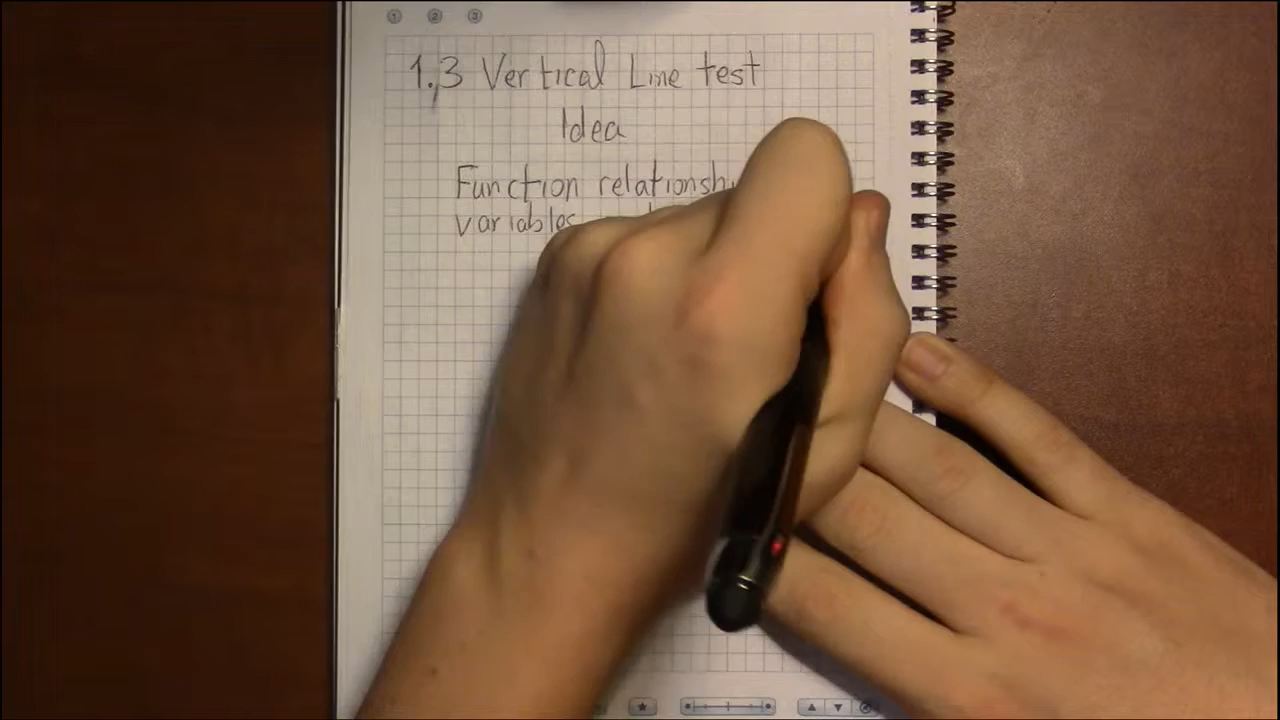 1.3 Vertical Line test
Idea
Function relationsh
variables